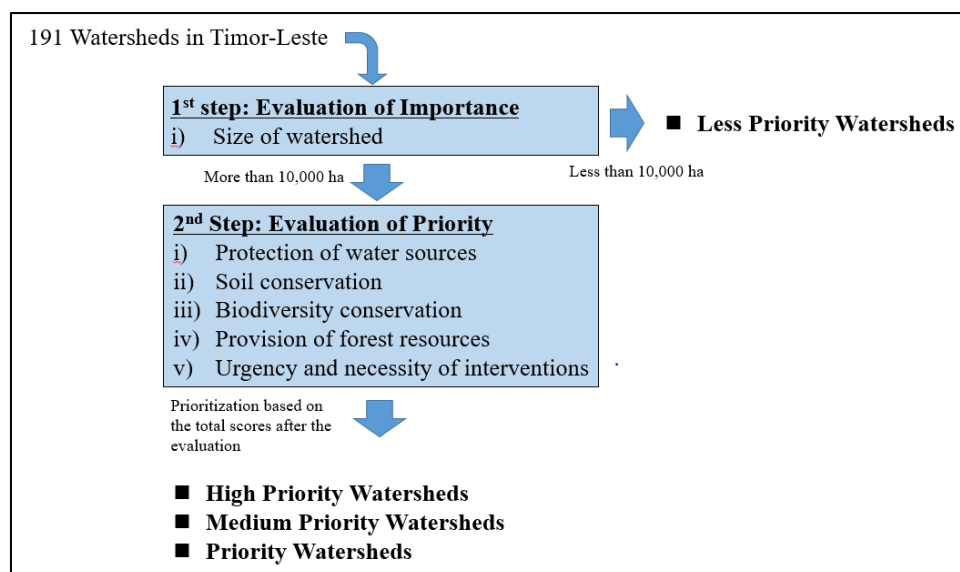 191 Watersheds in Timor-Leste
1st step: Evaluation of Importance
i) Size of watershed
■ Less Priority Watersheds
More than 10,000 ha
Less than 10,000 ha
2nd Step: Evaluation of Priority
i) Protection of water sources
ii) Soil conservation
iii) Biodiversity conservation
iv) Provision of forest resources
v) Urgency and necessity of interventions
Prioritization based on
the total scores after the
evaluation
■ High Priority Watersheds
■ Medium Priority Watersheds
■ Priority Watersheds